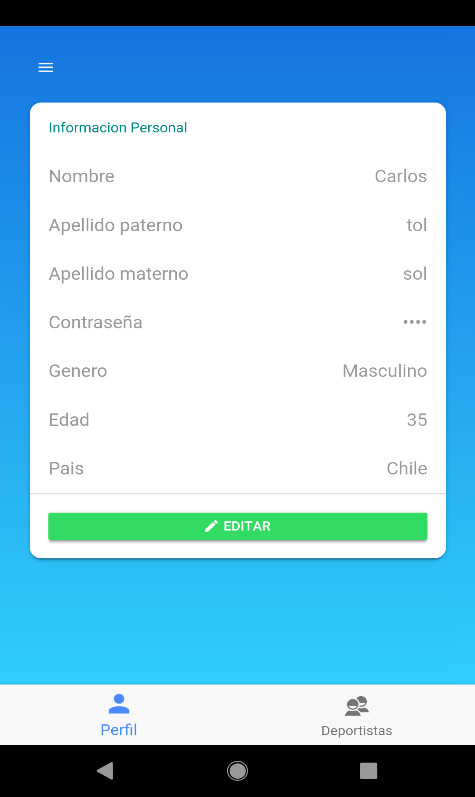 Informacion Personal
Nombre Carlos
Apellido paterno tol
Apellido materno sol
Contraseña ••••
Genero Masculino
Edad 35
Pais Chile
EDITAR
Perfil Deportistas